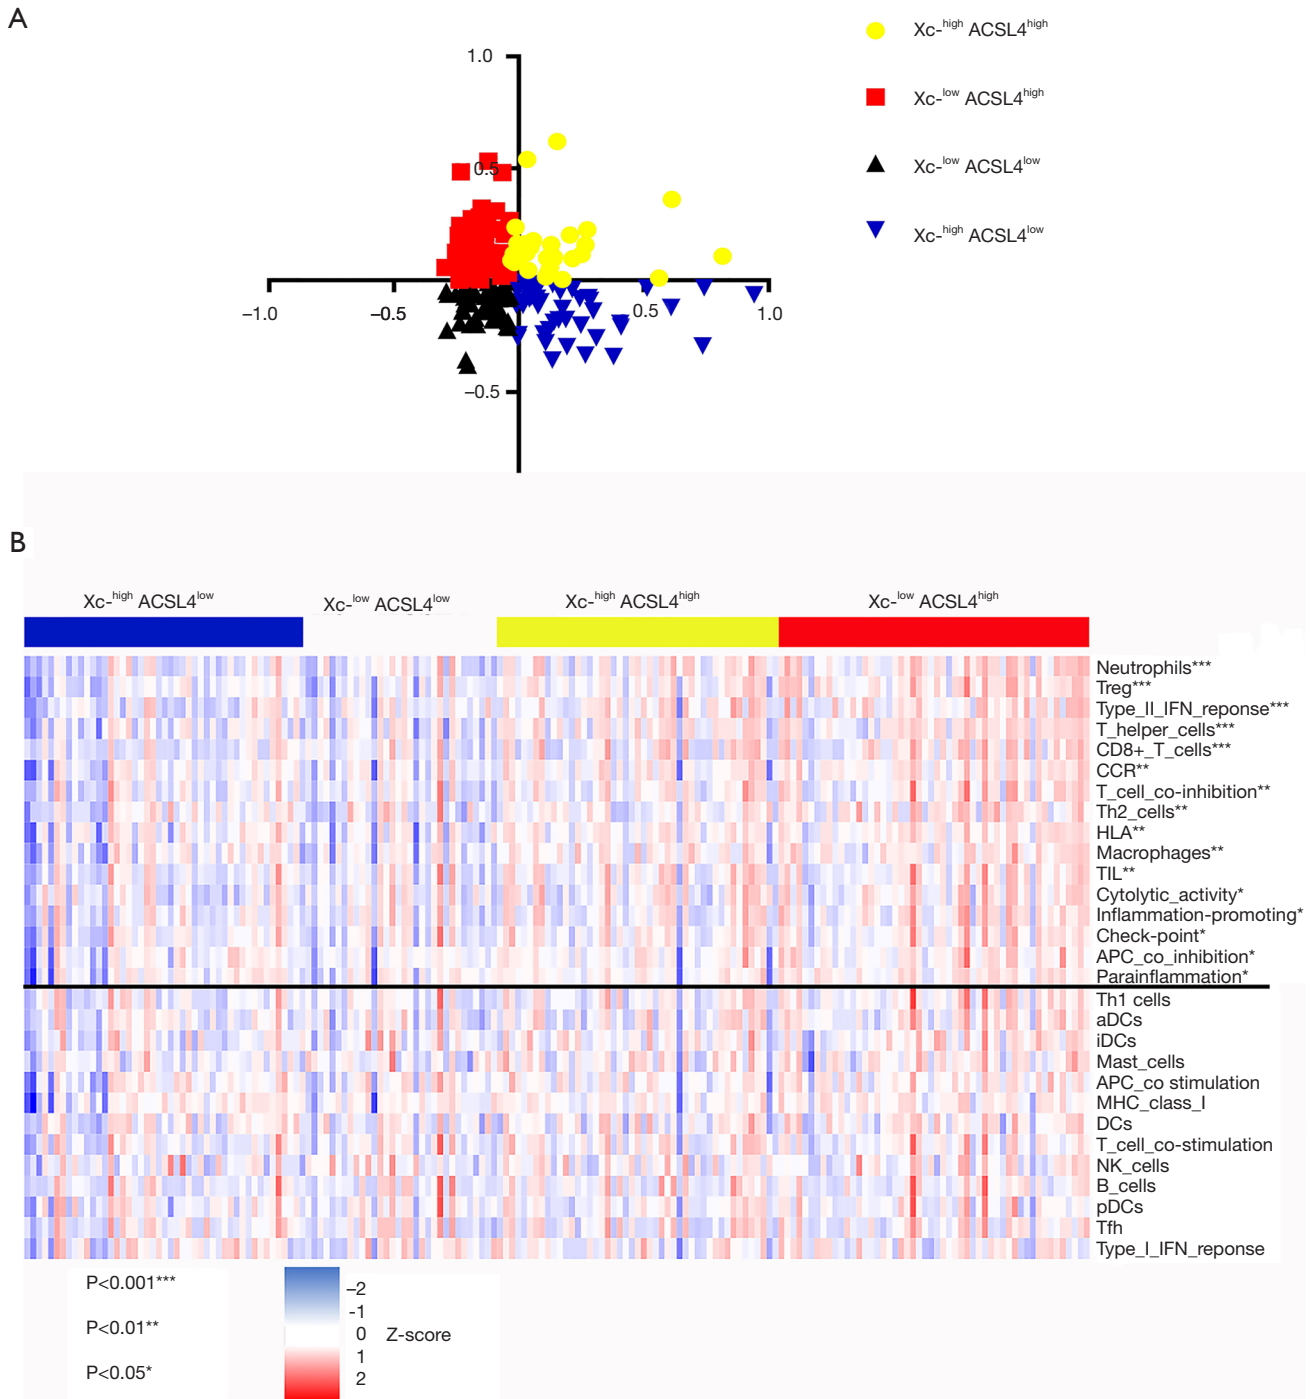 A
Xc-high ACSL4high
Xc-low ACSL4high
Xc-low ACSL4low
Xc-high ACSL4low
1.0
0.5
−1.0
−0.5
0.5
1.0
−0.5
B
Xc-high ACSL4low
Xc-low ACSL4low
Xc-high ACSL4high
Xc-low ACSL4high
Neutrophils***
Treg***
Type_II_IFN_reponse***
T_helper_cells***
CD8+_T_cells***
CCR**
T_cell_co-inhibition**
Th2_cells**
HLA**
Macrophages**
TIL**
Cytolytic_activity*
Inflammation-promoting*
Check-point*
APC_co_inhibition*
Parainflammation*
Th1 cells
aDCs
iDCs
Mast_cells
APC_co stimulation
MHC_class_I
DCs
T_cell_co-stimulation
NK_cells
B_cells
pDCs
Tfh
Type_I_IFN_reponse
P<0.001***
P<0.01**
P<0.05*
−2
-1
0
1
2
Z-score